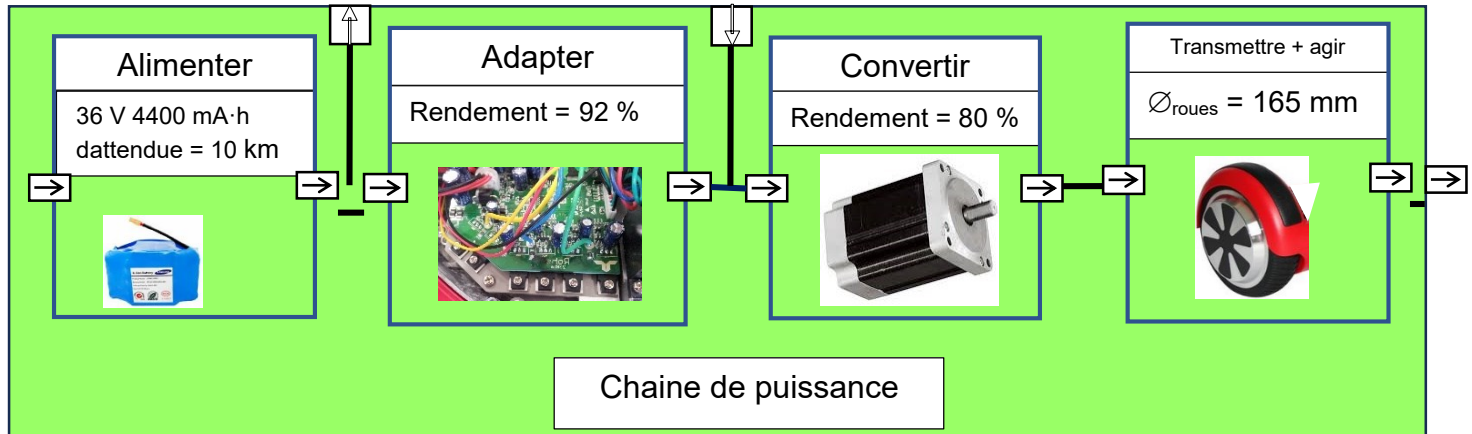 Alimenter
36 V 4400 mA·h
dattendue = 10 km
Adapter
Rendement = 92 %
Convertir
Rendement = 80 %
Transmettre + agir
∅roues = 165 mm
Chaine de puissance